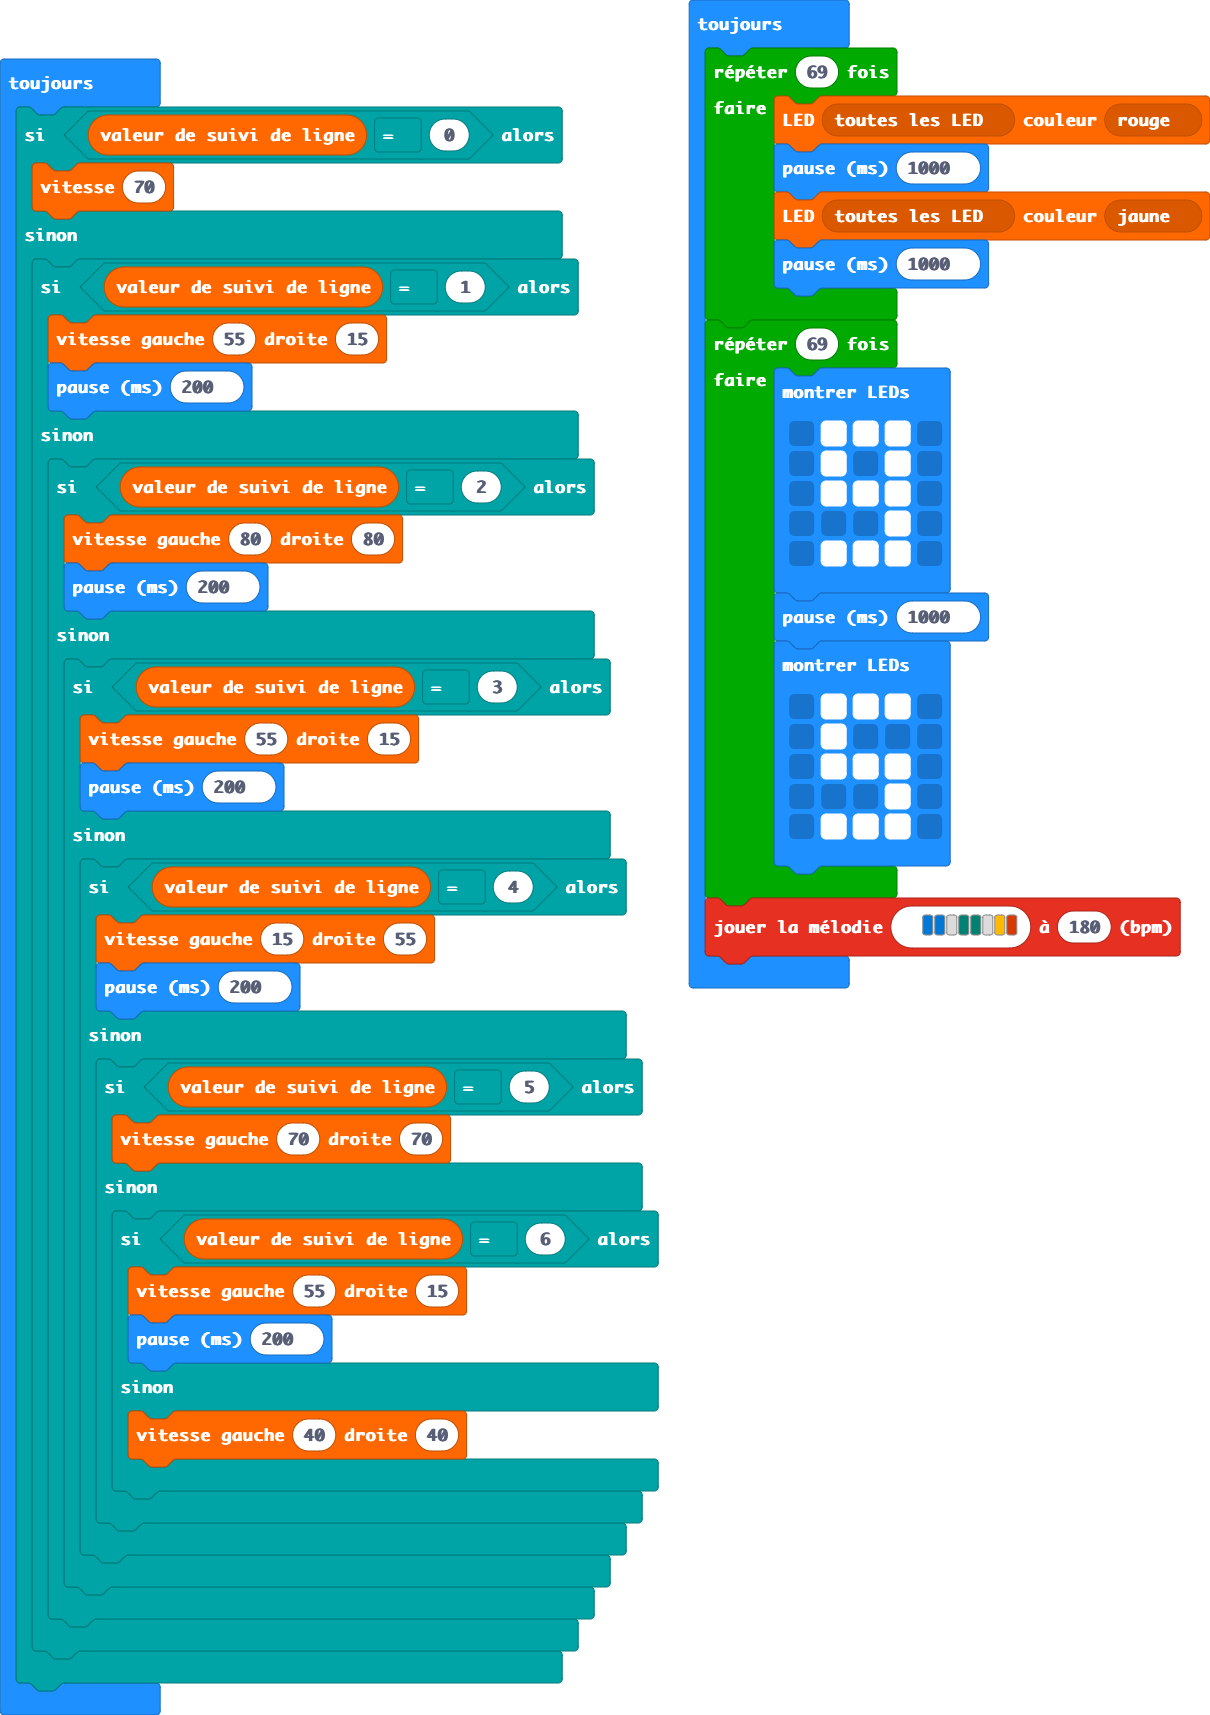 toujours
si valeur de suivi de ligne = 0 alors
vitesse 70
sinon
si valeur de suivi de ligne = 1 alors
vitesse gauche 55 droite 15
pause (ms) 200
sinon
si valeur de suivi de ligne = 2 alors
vitesse gauche 80 droite 80
pause (ms) 200
sinon
si valeur de suivi de ligne = 3 alors
vitesse gauche 55 droite 15
pause (ms) 200
sinon
si valeur de suivi de ligne = 4 alors
vitesse gauche 15 droite 55
pause (ms) 200
sinon
si valeur de suivi de ligne = 5 alors
vitesse gauche 70 droite 70
sinon
si valeur de suivi de ligne = 6 alors
vitesse gauche 55 droite 15
pause (ms) 200
sinon
vitesse gauche 40 droite 40
toujours
répéter 69 fois
faire
LED toutes les LED couleur rouge
pause (ms) 1000
LED toutes les LED couleur jaune
pause (ms) 1000
répéter 69 fois
faire
montrer LEDs
pause (ms) 1000
montrer LEDs
jouer la mélodie à 180 (bpm)